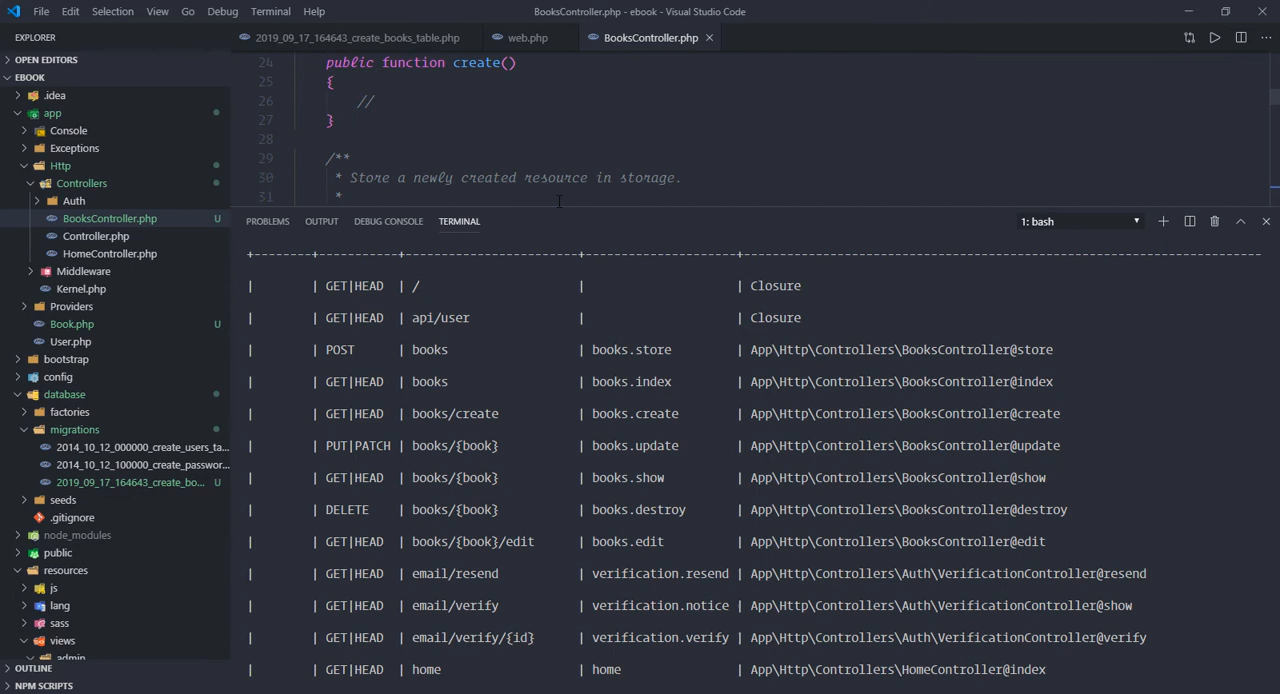 File Edit Selection View Go Debug Terminal Help BooksController.php - ebook - Visual Studio Code
EXPLORER
OPEN EDITORS
EBOOK
.idea
app
Console
Exceptions
Http
Controllers
Auth
BooksController.php U
Controller.php
HomeController.php
Middleware
Kernel.php
Providers
Book.php U
User.php
bootstrap
config
database
factories
migrations
2014_10_12_000000_create_users_ta...
2014_10_12_100000_create_passwor...
2019_09_17_164643_create_bo... U
seeds
.gitignore
node_modules
public
resources
js
lang
sass
views
admin
OUTLINE
NPM SCRIPTS
2019_09_17_164643_create_books_table.php web.php BooksController.php
24 public function create()
25 {
26 //
27 }
28
29 /**
30 * Store a newly created resource in storage.
31 *
PROBLEMS OUTPUT DEBUG CONSOLE TERMINAL 1: bash
+--------+-----------+----------------------+-------------------+------------------------------------------------------------------------
| | GET|HEAD | / | | Closure
| | GET|HEAD | api/user | | Closure
| | POST | books | books.store | App\Http\Controllers\BooksController@store
| | GET|HEAD | books | books.index | App\Http\Controllers\BooksController@index
| | GET|HEAD | books/create | books.create | App\Http\Controllers\BooksController@create
| | PUT|PATCH | books/{book} | books.update | App\Http\Controllers\BooksController@update
| | GET|HEAD | books/{book} | books.show | App\Http\Controllers\BooksController@show
| | DELETE | books/{book} | books.destroy | App\Http\Controllers\BooksController@destroy
| | GET|HEAD | books/{book}/edit | books.edit | App\Http\Controllers\BooksController@edit
| | GET|HEAD | email/resend | verification.resend | App\Http\Controllers\Auth\VerificationController@resend
| | GET|HEAD | email/verify | verification.notice | App\Http\Controllers\Auth\VerificationController@show
| | GET|HEAD | email/verify/{id} | verification.verify | App\Http\Controllers\Auth\VerificationController@verify
| | GET|HEAD | home | home | App\Http\Controllers\HomeController@index